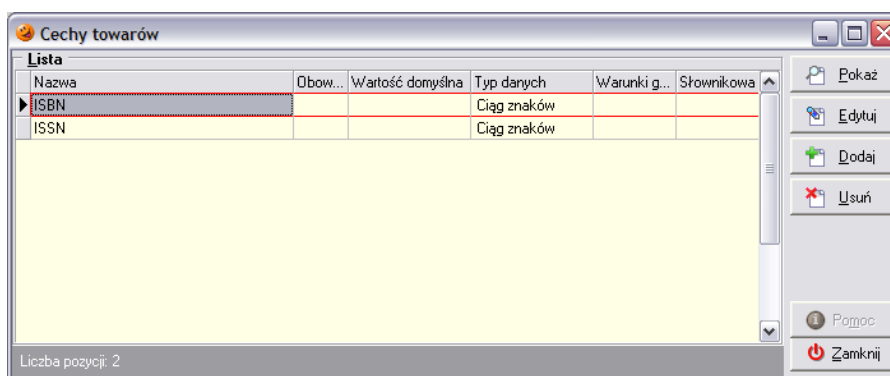 Cechy towarów
Lista
Nazwa Obow... Wartość domyślna Typ danych Warunki g... Słownikowa
ISBN Ciąg znaków
ISSN Ciąg znaków
Liczba pozycji: 2
Pokaż
Edytuj
Dodaj
Usuń
Pomoc
Zamknij